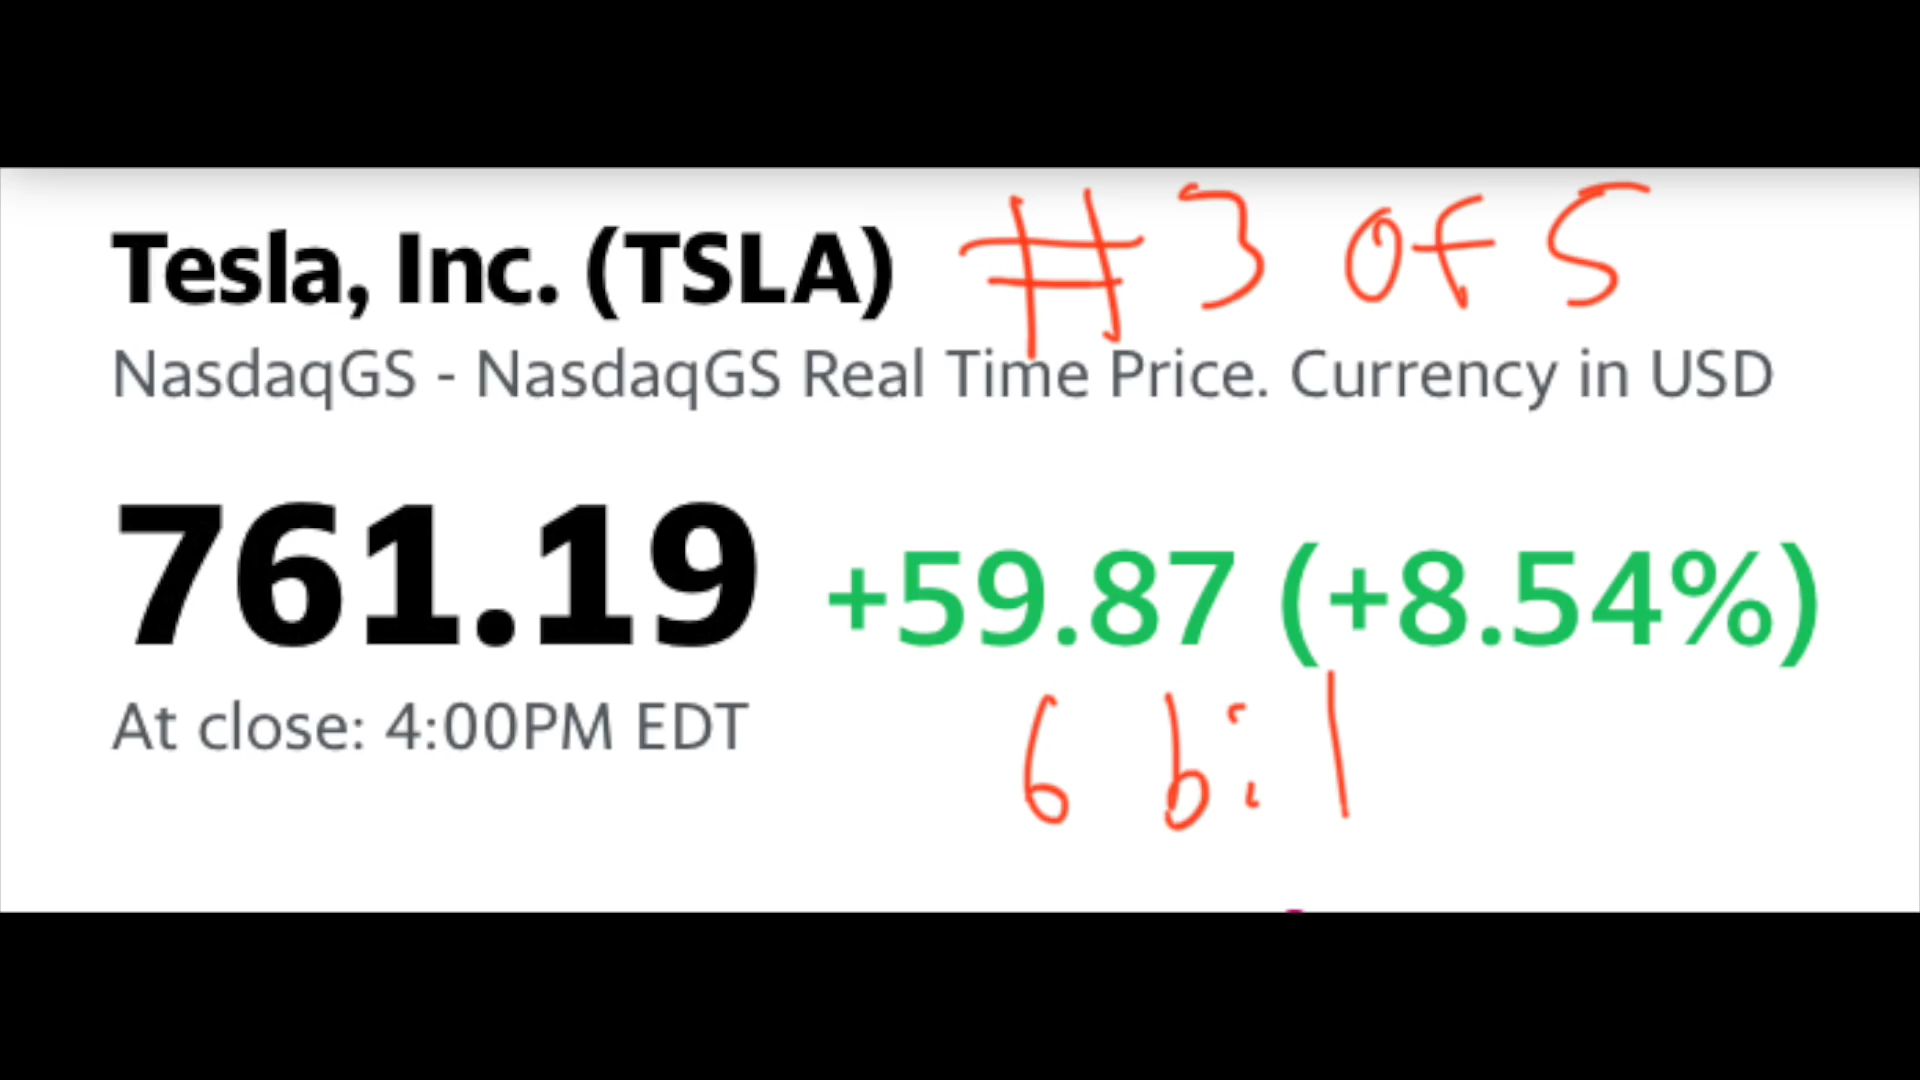 Tesla, Inc. (TSLA) # 3 of 5
NasdaqGS - NasdaqGS Real Time Price. Currency in USD
761.19 +59.87 (+8.54%)
At close: 4:00PM EDT
6 bil